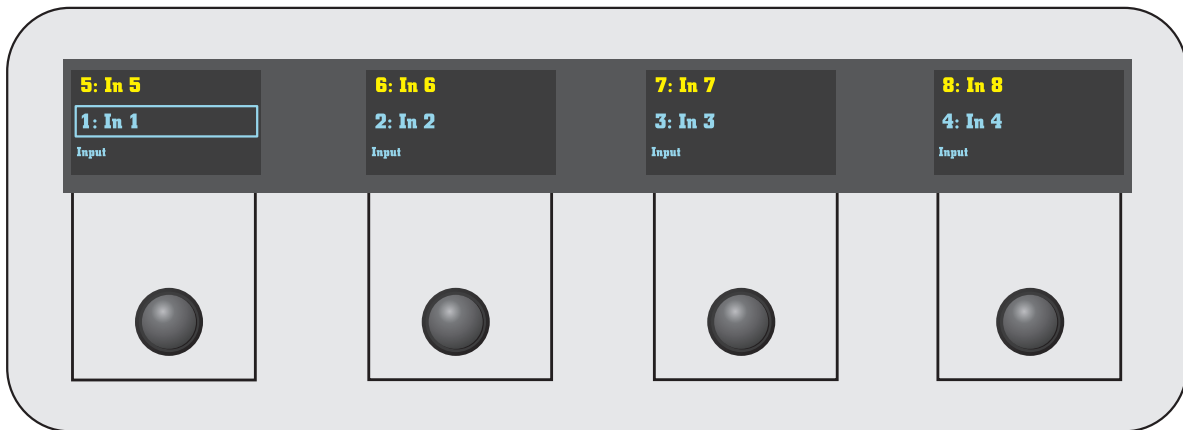 5: In 5
1: In 1
Input
6: In 6
2: In 2
Input
7: In 7
3: In 3
Input
8: In 8
4: In 4
Input